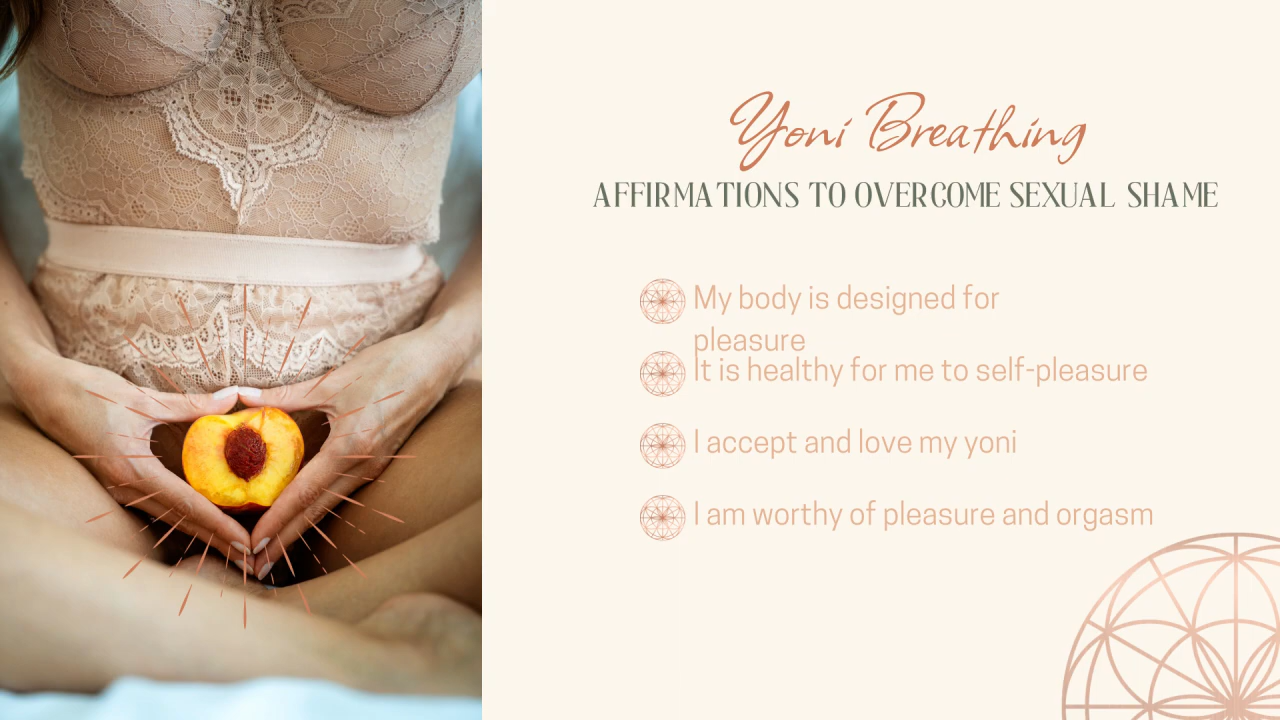 Yoni Breathing
AFFIRMATIONS TO OVERCOME SEXUAL SHAME
My body is designed for
pleasure
It is healthy for me to self-pleasure
I accept and love my yoni
I am worthy of pleasure and orgasm